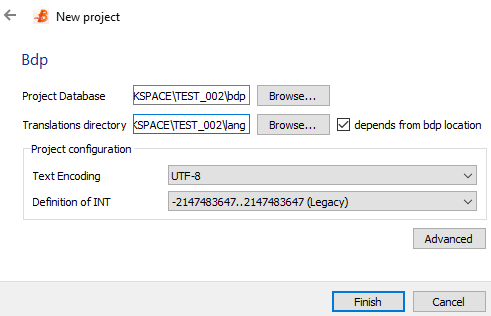 New project
Bdp
Project Database KSPACE\TEST_002\bdp Browse...
Translations directory KSPACE\TEST_002\lang Browse... depends from bdp location
Project configuration
Text Encoding UTF-8
Definition of INT -2147483647..2147483647 (Legacy)
Advanced
Finish Cancel